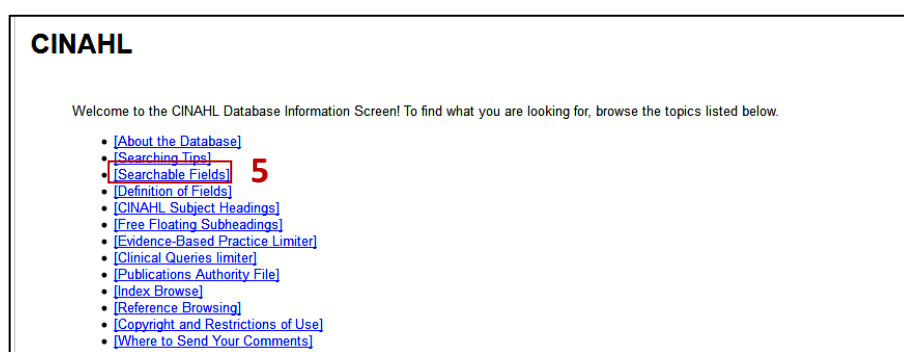 CINAHL
Welcome to the CINAHL Database Information Screen! To find what you are looking for, browse the topics listed below.
• [About the Database]
• [Searching Tips]
• [Searchable Fields] 5
• [Definition of Fields]
• [CINAHL Subject Headings]
• [Free Floating Subheadings]
• [Evidence-Based Practice Limiter]
• [Clinical Queries limiter]
• [Publications Authority File]
• [Index Browse]
• [Reference Browsing]
• [Copyright and Restrictions of Use]
• [Where to Send Your Comments]